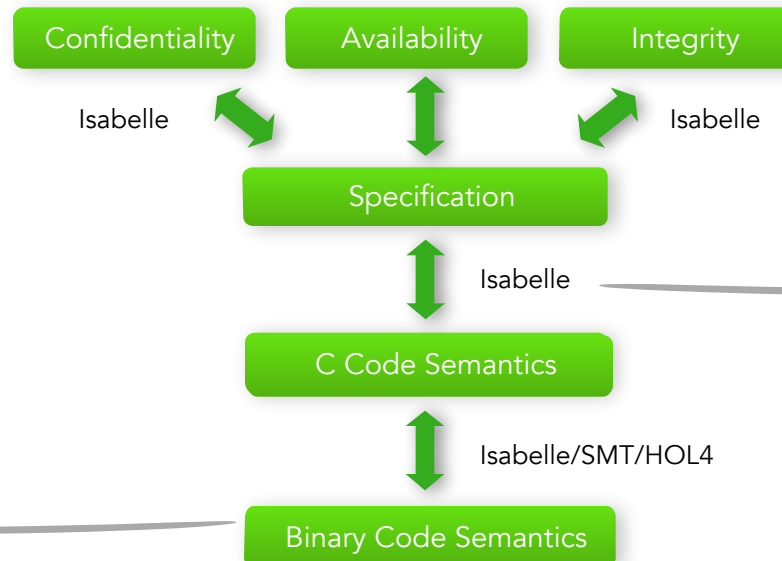 Confidentiality
Availability
Integrity
Isabelle
Isabelle
Specification
Isabelle
C Code Semantics
Isabelle/SMT/HOL4
Binary Code Semantics